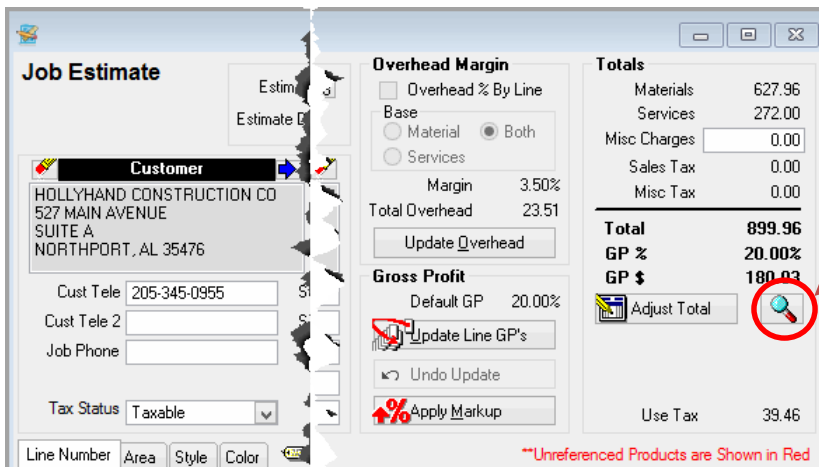 Job Estimate
Customer
HOLLYHAND CONSTRUCTION CO
527 MAIN AVENUE
SUITE A
NORTHPORT, AL 35476
Cust Tele 205-345-0955
Cust Tele 2
Job Phone
Tax Status Taxable
Line Number Area Style Color
Overhead Margin
Overhead % By Line
Base
Material Both
Services
Margin 3.50%
Total Overhead 23.51
Update Overhead
Gross Profit
Default GP 20.00%
Update Line GP's
Undo Update
Apply Markup
Totals
Materials 627.96
Services 272.00
Misc Charges 0.00
Sales Tax 0.00
Misc Tax 0.00
Total 899.96
GP % 20.00%
GP $ 180.03
Adjust Total
Use Tax 39.46
**Unreferenced Products are Shown in Red